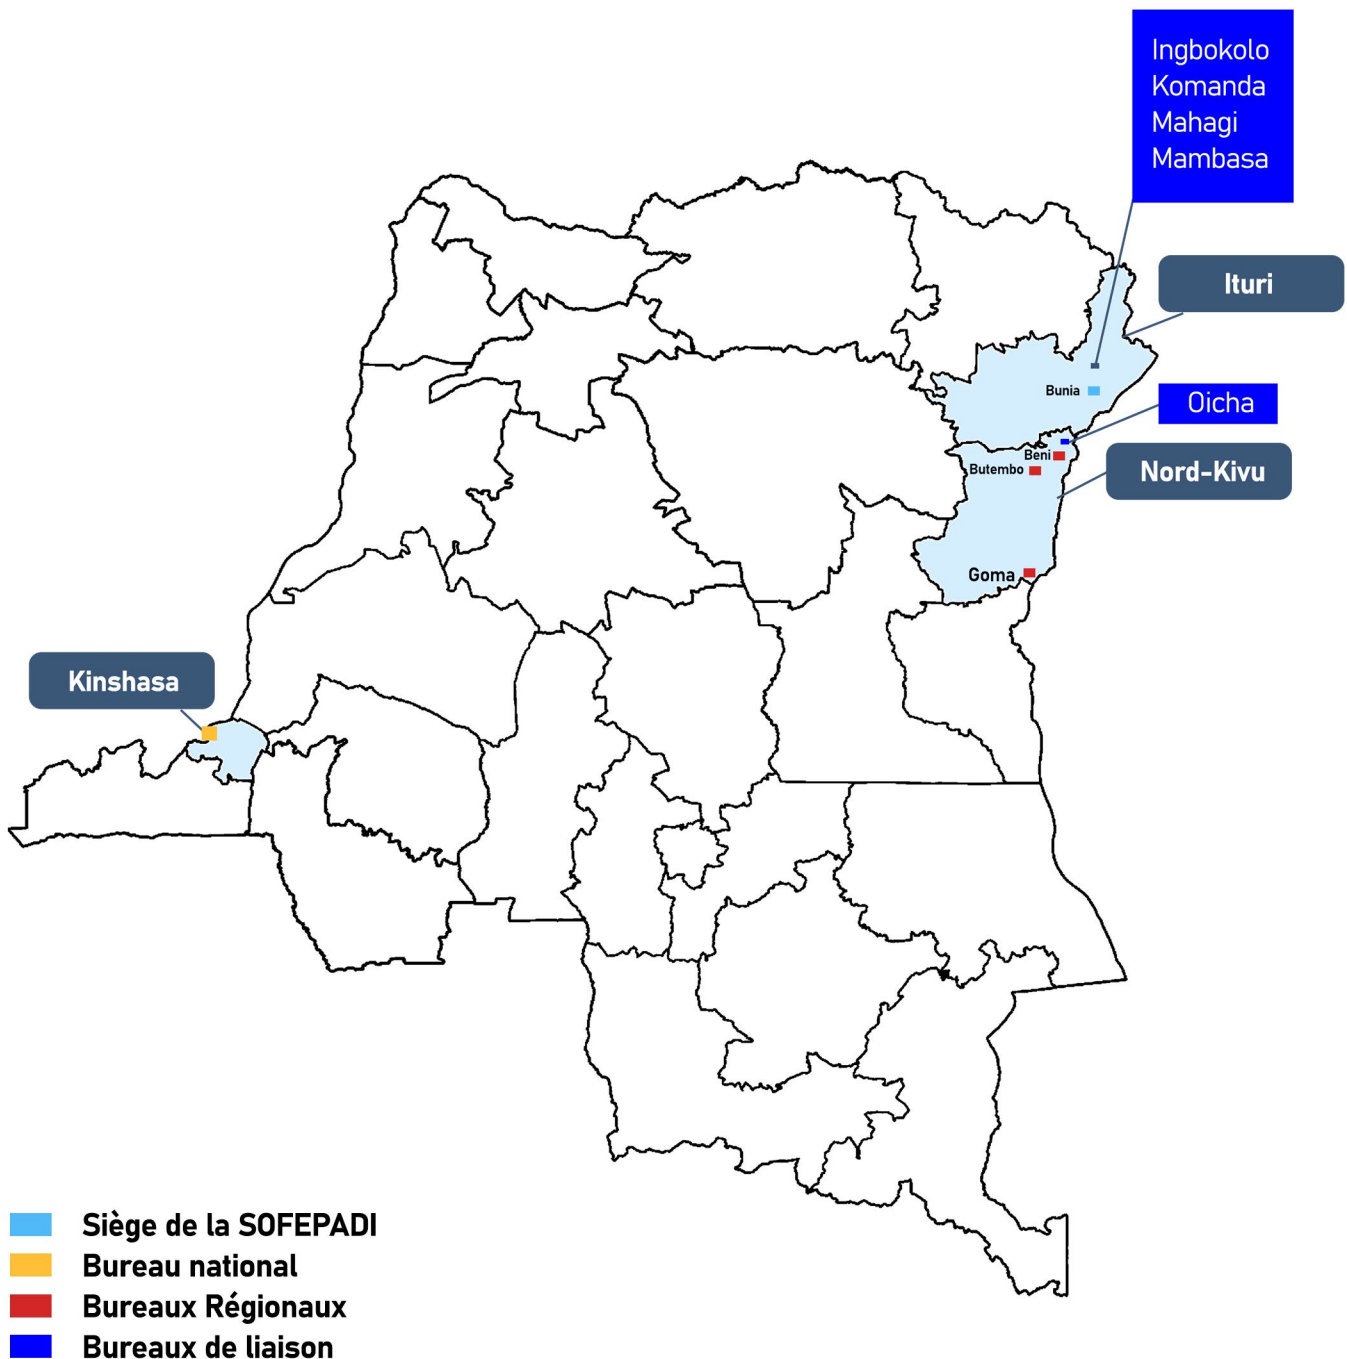 Ingbokolo
Komanda
Mahagi
Mambasa
Ituri
Bunia
Oicha
Beni
Butembo
Nord-Kivu
Goma
Kinshasa
Siège de la SOFEPADI
Bureau national
Bureaux Régionaux
Bureaux de liaison